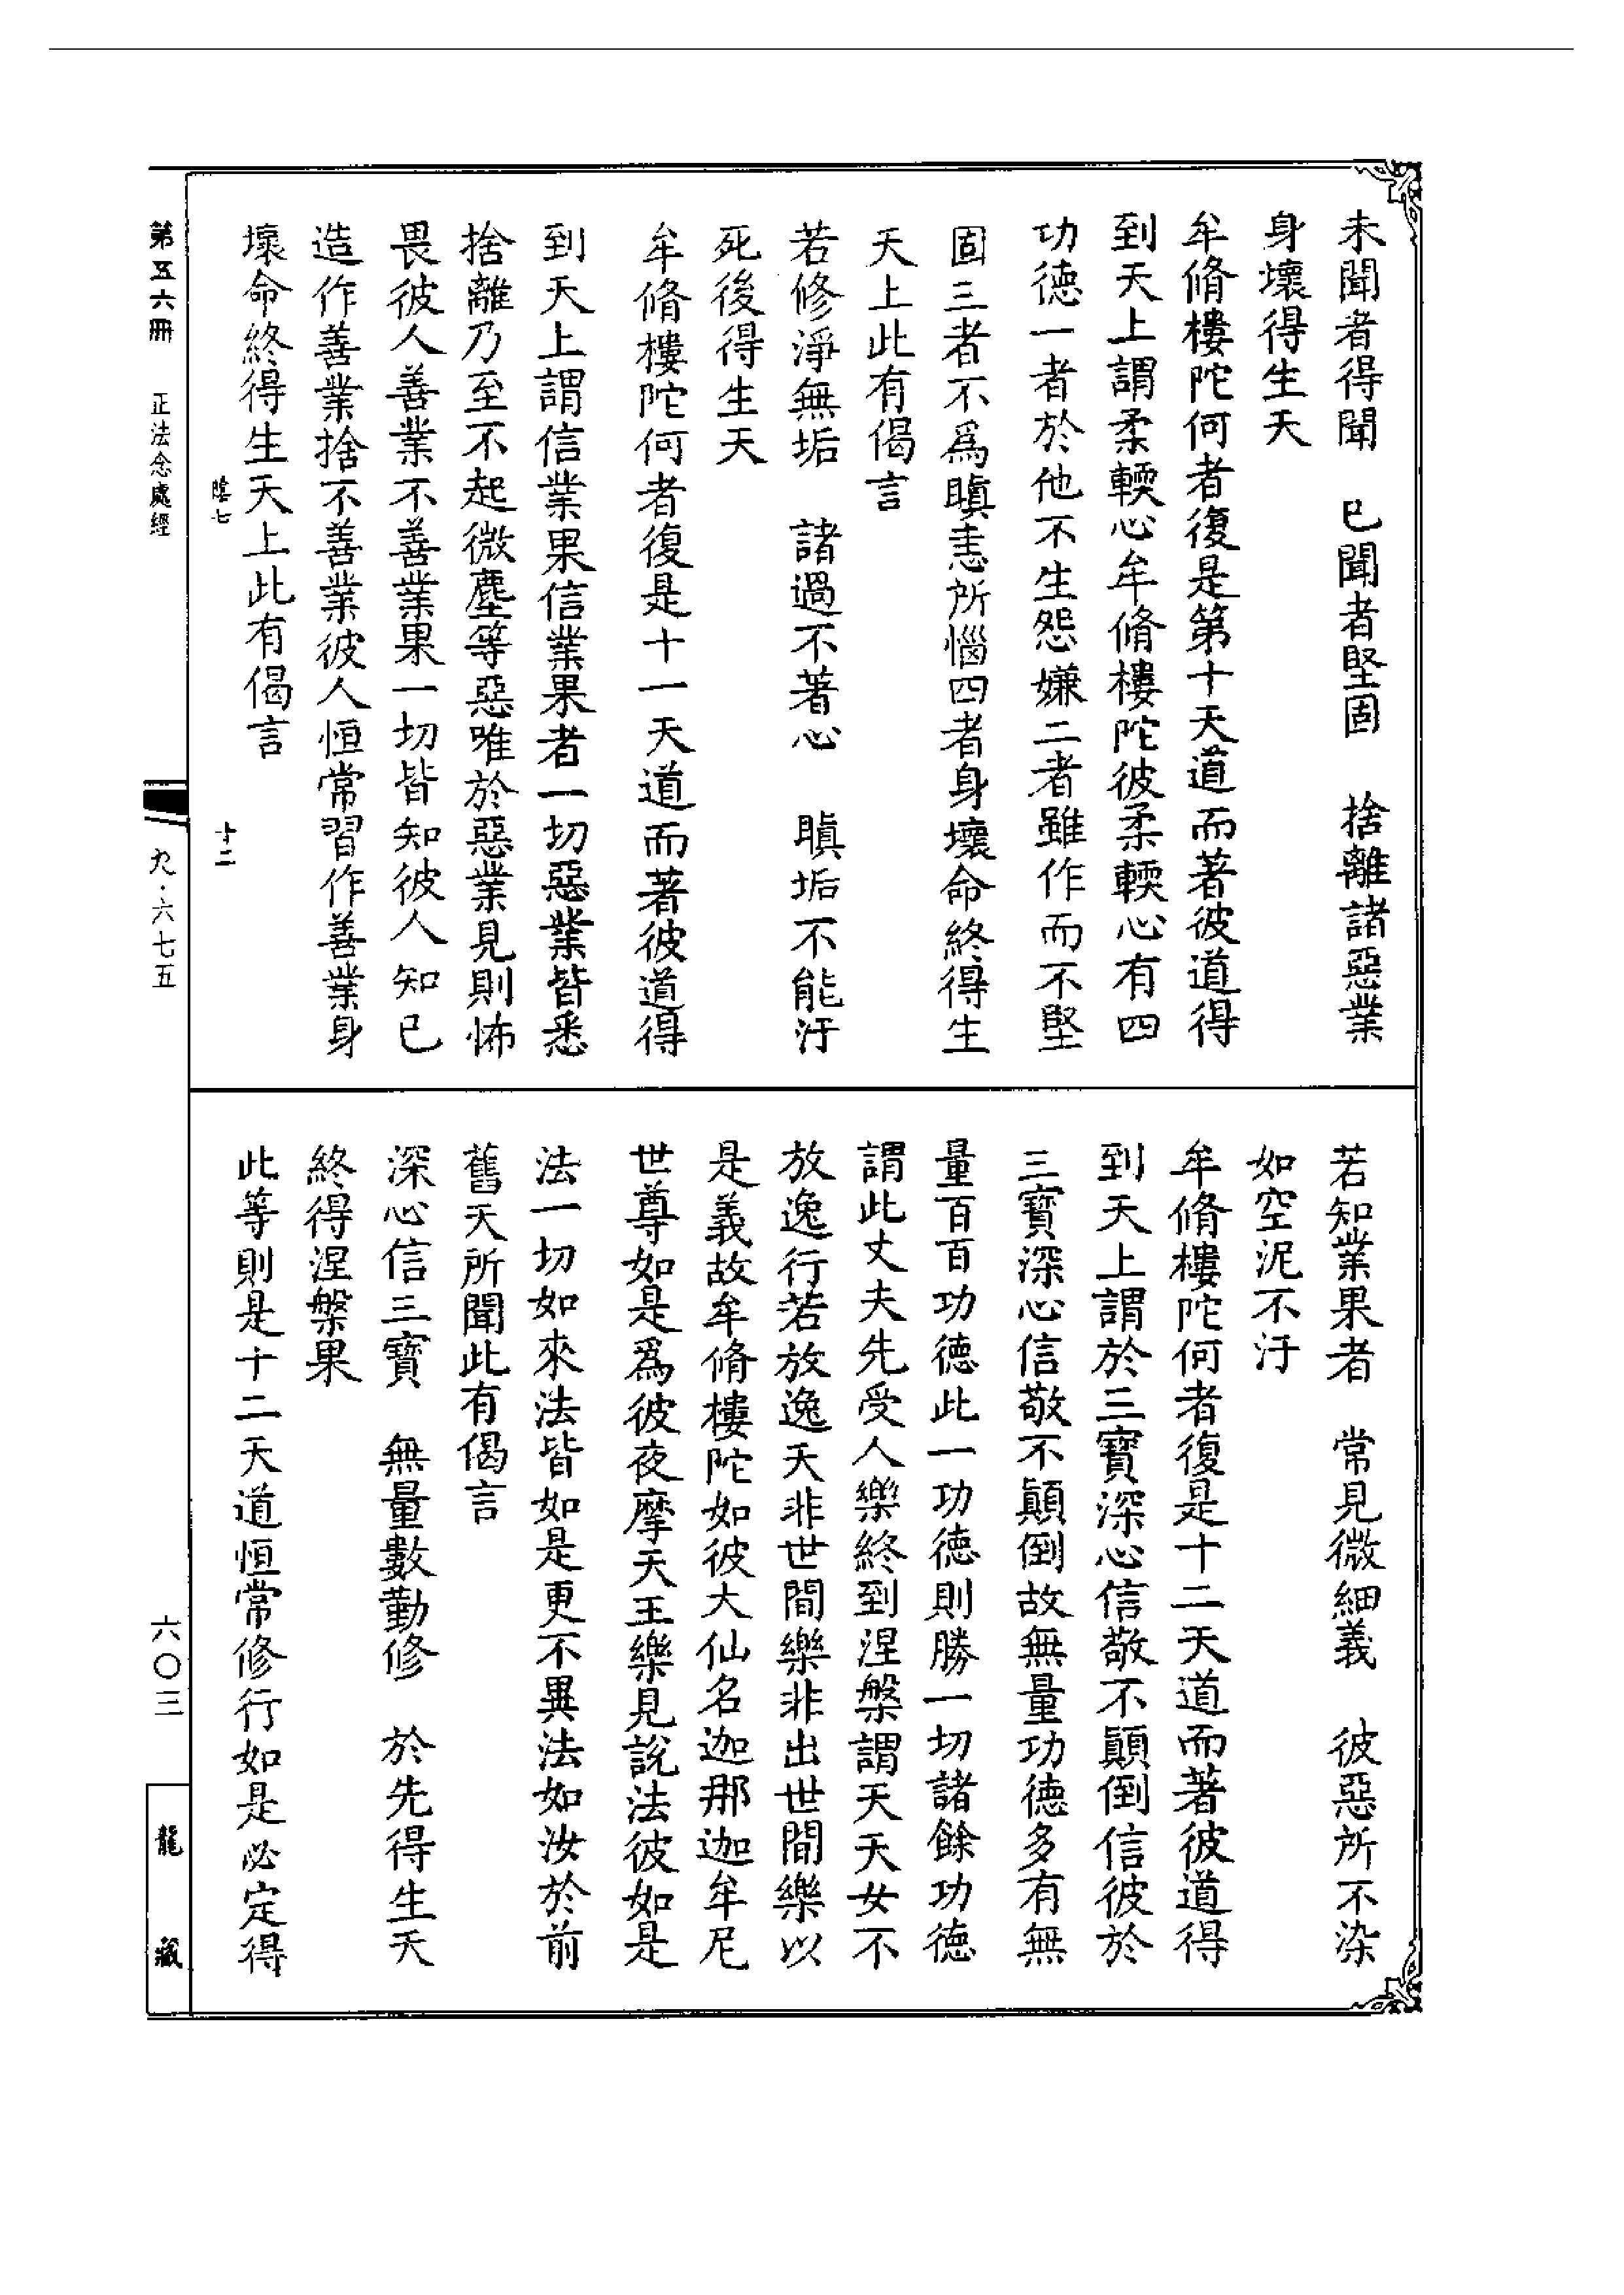 未聞者得聞　已聞者堅固　捨離諸惡業
身壞得生天
牟脩樓陀何者復是第十天道而著彼道得
到天上謂柔輭心牟脩樓陀彼柔輭心有四
功德一者於他不生怨嫌二者雖作而不堅
固三者不爲瞋恚所惱四者身壞命終得生
天上此有偈言
若修淨無垢　諸過不著心　瞋垢不能汙
死後得生天
牟脩樓陀何者復是十一天道而著彼道得
到天上謂信業果信業果者一切惡業皆悉
捨離乃至不起微塵等惡唯於惡業見則怖
畏彼人善業不善業果一切皆知彼人知已
造作善業捨不善業彼人恒常習作善業身
壞命終得生天上此有偈言
若知業果者　常見微細義　彼惡所不染
如空泥不汙
牟脩樓陀何者復是十二天道而著彼道得
到天上謂於三寶深心信敬不顛倒信彼於
三寶深心信敬不顛倒故無量功德多有無
量百百功德此一功德則勝一切諸餘功德
謂此丈夫先受人樂終到涅槃謂天天女不
放逸行若放逸天非世間樂非出世間樂以
是義故牟脩樓陀如彼大仙名迦那迦牟尼
世尊如是爲彼夜摩天王樂見說法彼如是
法一切如來法皆如是更不異法如汝於前
舊天所聞此有偈言
深心信三寶　無量數勤修　於先得生天
終得涅槃果
此等則是十二天道恒常修行如是必定得
十二
第五六冊　正法念處經
九·六七五
六〇三
龍藏